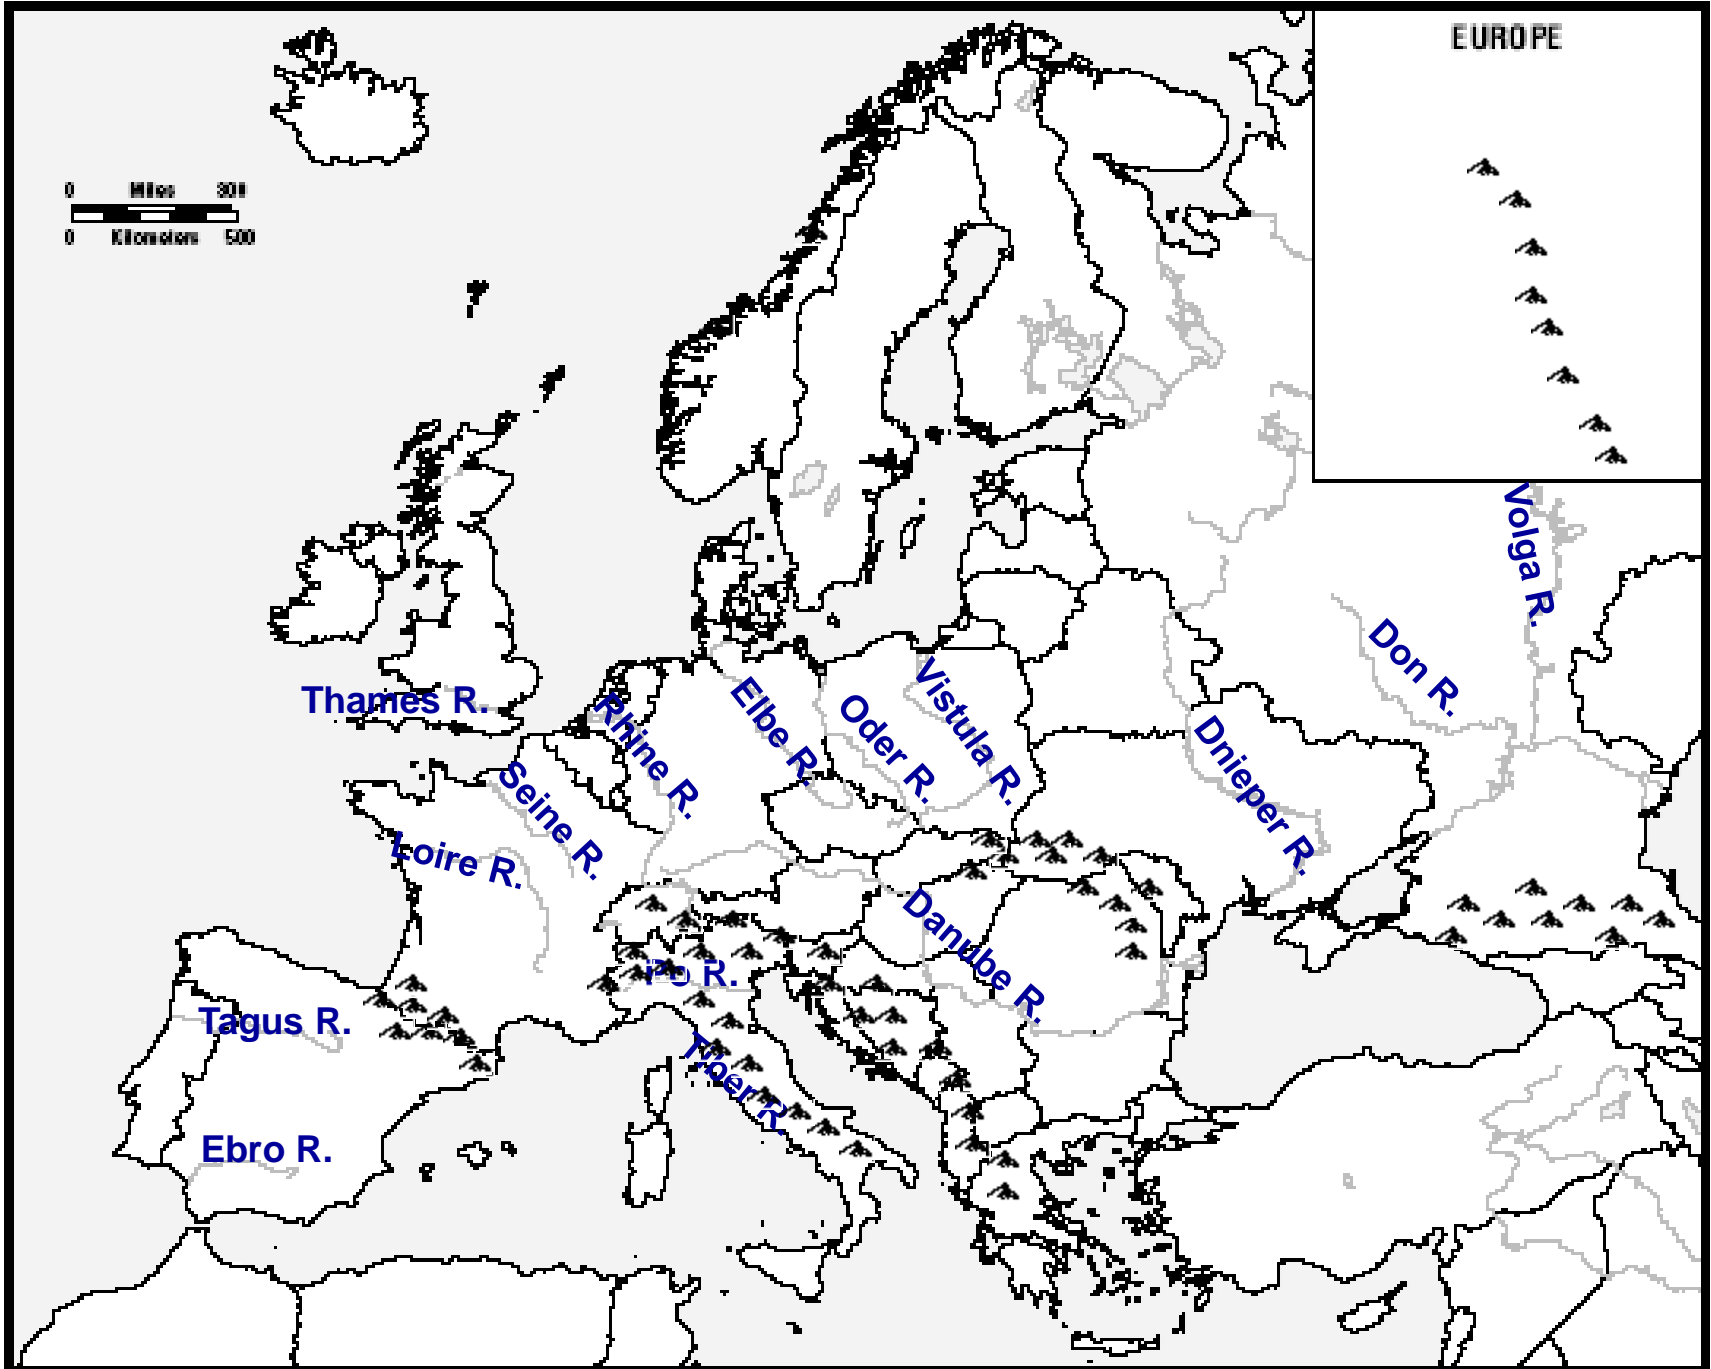 EUROPE
0 Miles 300
0 Kilometers 500
Volga R.
Don R.
Thames R.
Rhine R.
Elbe R.
Oder R.
Vistula R.
Dnieper R.
Seine R.
Loire R.
Danube R.
Po R.
Tagus R.
Tiber R.
Ebro R.